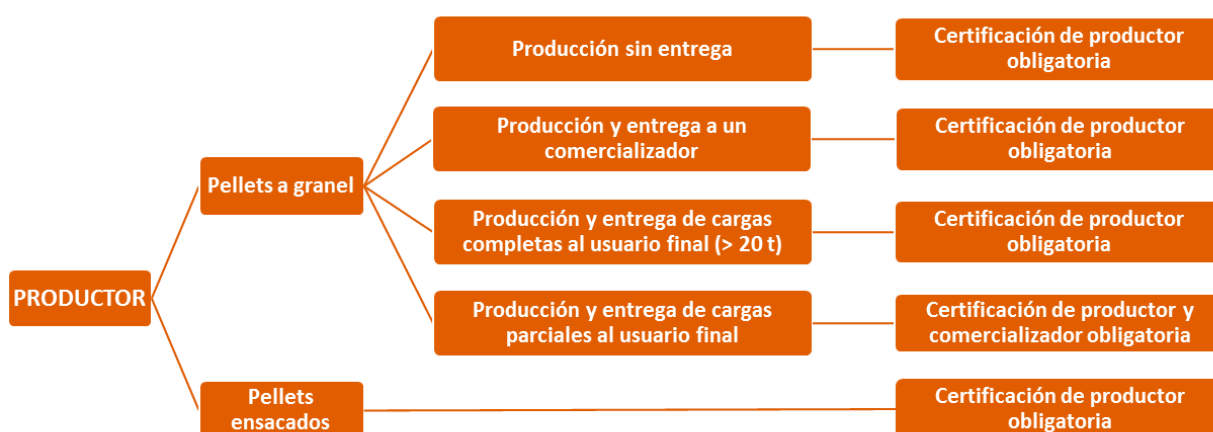 PRODUCTOR
Pellets a granel
Producción sin entrega
Certificación de productor
obligatoria
Producción y entrega a un
comercializador
Certificación de productor
obligatoria
Producción y entrega de cargas
completas al usuario final (> 20 t)
Certificación de productor
obligatoria
Producción y entrega de cargas
parciales al usuario final
Certificación de productor y
comercializador obligatoria
Pellets
ensacados
Certificación de productor
obligatoria